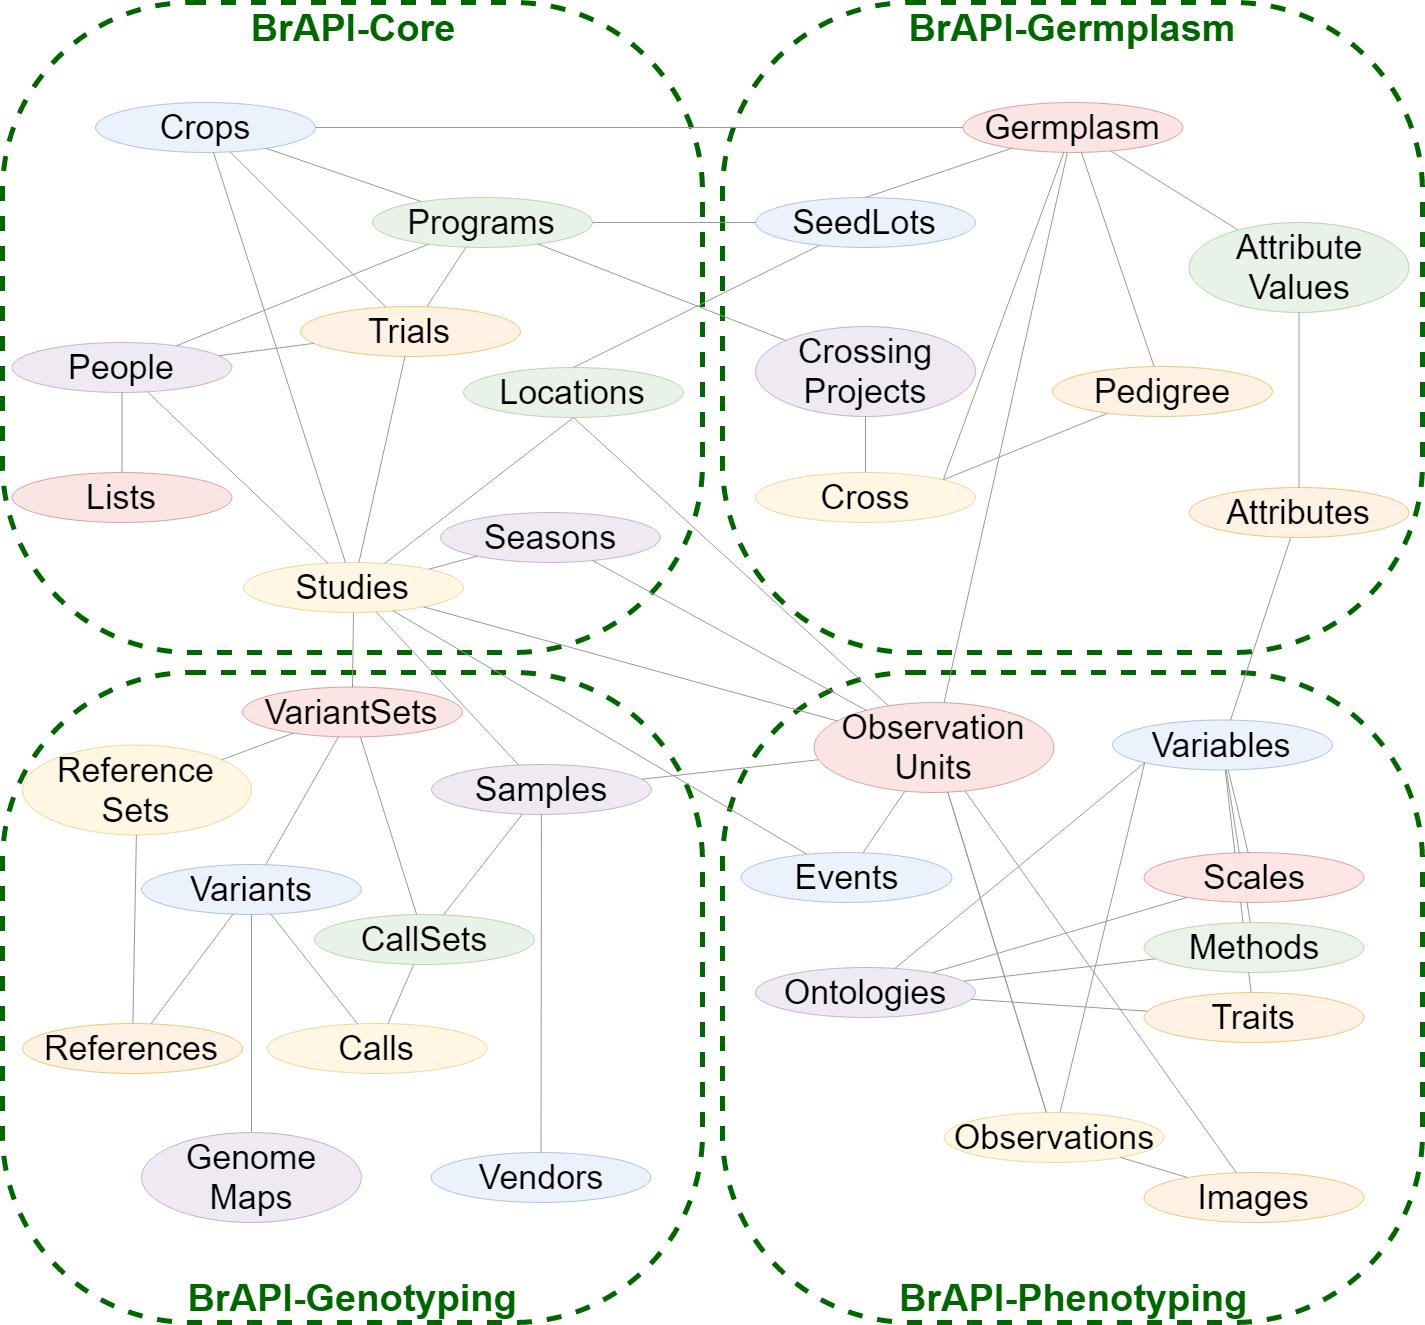 BrAPI-Core
Crops
Programs
Trials
People
Locations
Lists
Seasons
Studies
BrAPI-Germplasm
Germplasm
SeedLots
Attribute
Values
Crossing
Projects
Pedigree
Cross
Attributes
VariantSets
Reference
Sets
Samples
Variants
CallSets
References
Calls
Genome
Maps
Vendors
BrAPI-Genotyping
Observation
Units
Variables
Events
Scales
Methods
Ontologies
Traits
Observations
Images
BrAPI-Phenotyping